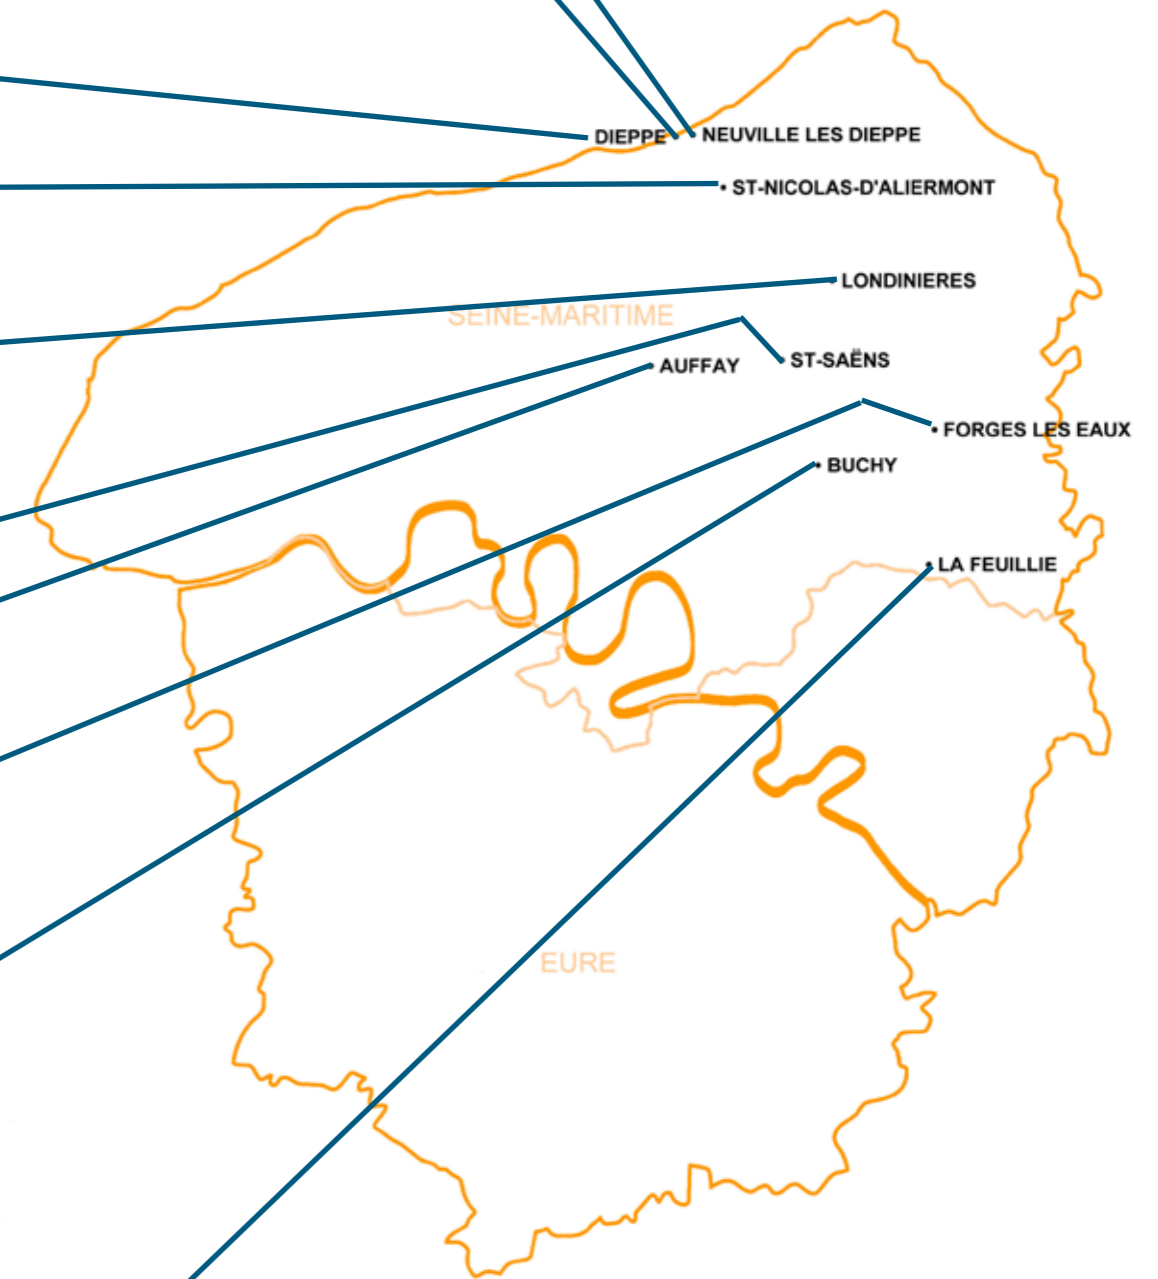 DIEPPE
NEUVILLE LES DIEPPE
ST-NICOLAS-D'ALIERMONT
LONDINIERES
SEINE-MARITIME
ST-SAËNS
AUFFAY
FORGES LES EAUX
BUCHY
LA FEUILLIE
EURE